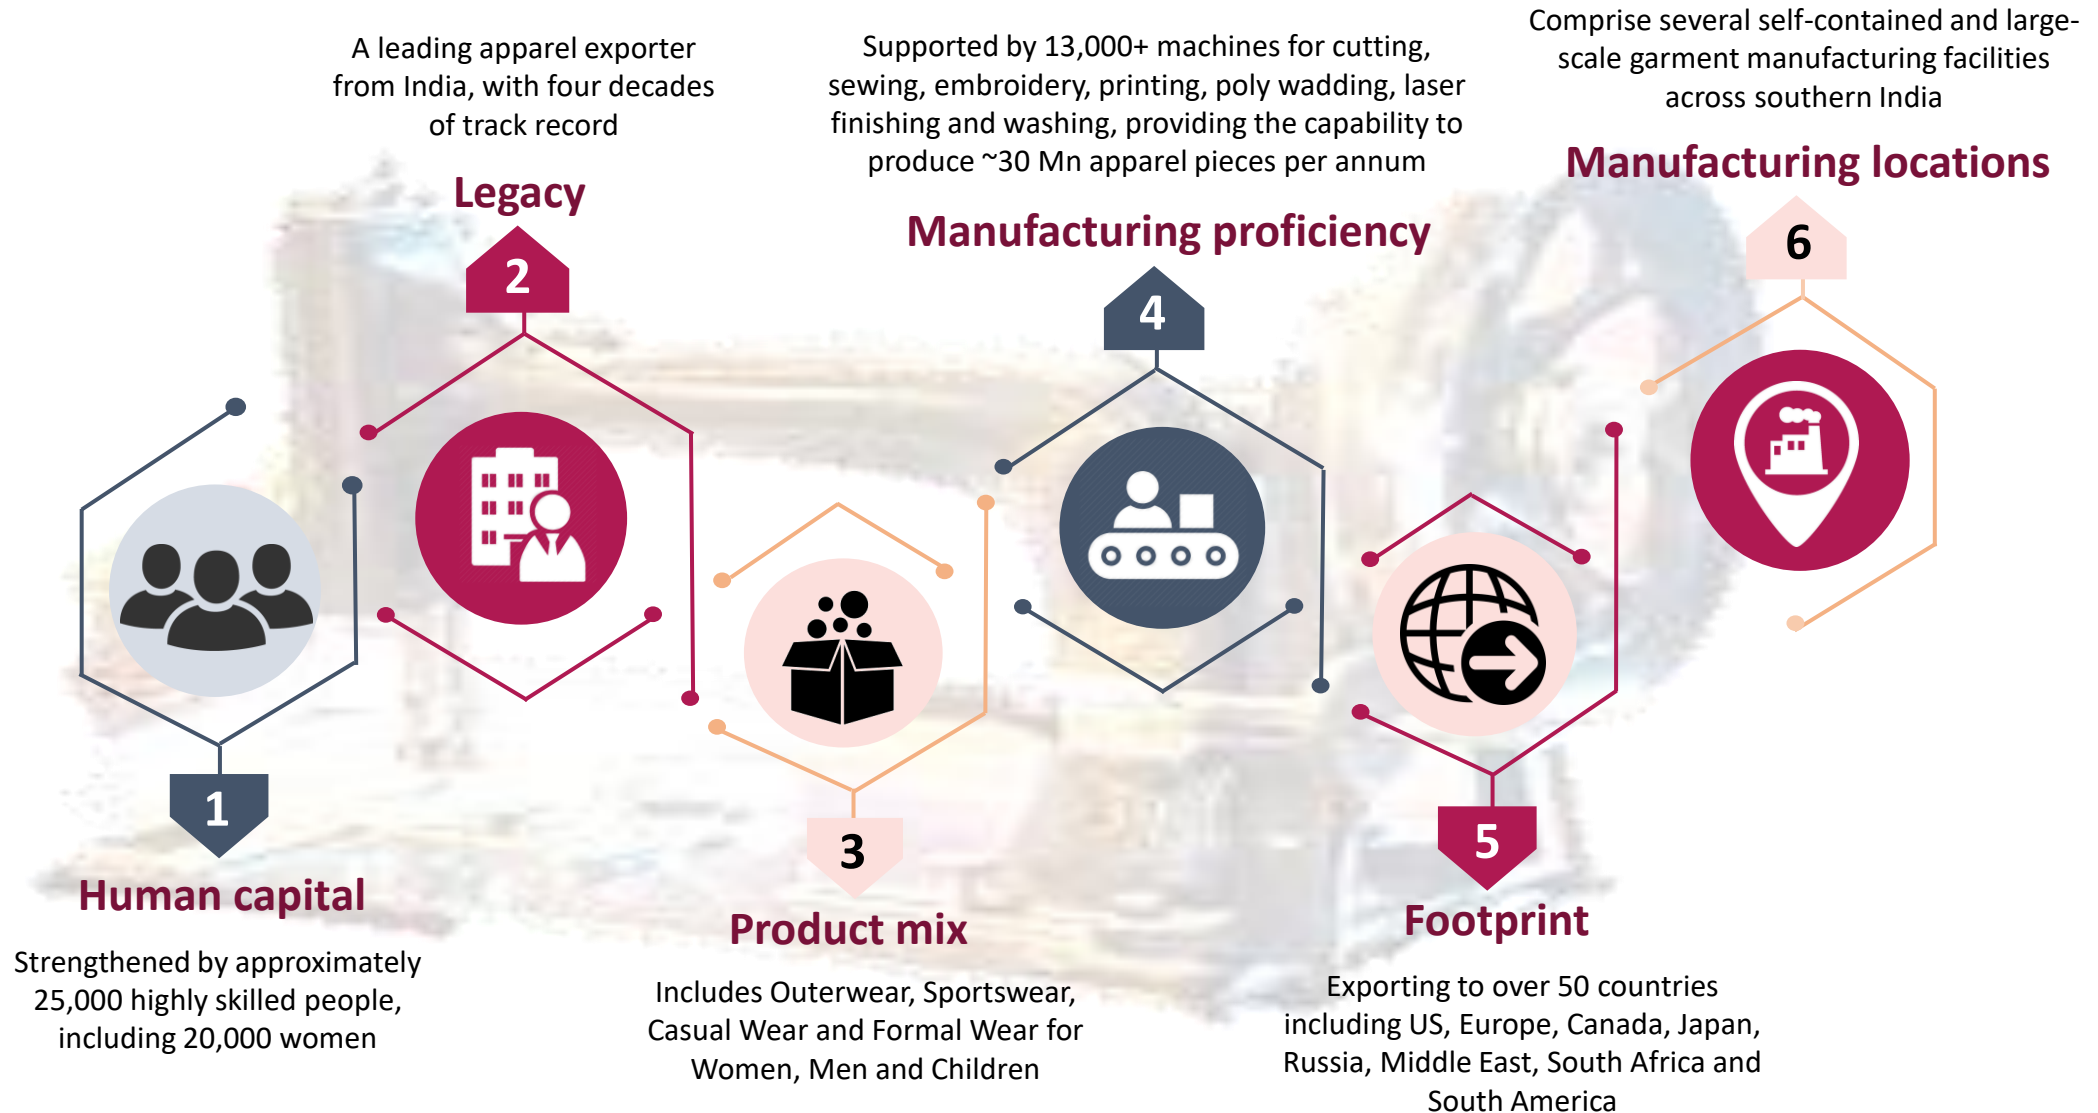 A leading apparel exporter
from India, with four decades
of track record
Legacy
2
Supported by 13,000+ machines for cutting,
sewing, embroidery, printing, poly wadding, laser
finishing and washing, providing the capability to
produce ~30 Mn apparel pieces per annum
Manufacturing proficiency
4
Comprise several self-contained and large-
scale garment manufacturing facilities
across southern India
Manufacturing locations
6
1
Human capital
Strengthened by approximately
25,000 highly skilled people,
including 20,000 women
3
Product mix
Includes Outerwear, Sportswear,
Casual Wear and Formal Wear for
Women, Men and Children
5
Footprint
Exporting to over 50 countries
including US, Europe, Canada, Japan,
Russia, Middle East, South Africa and
South America